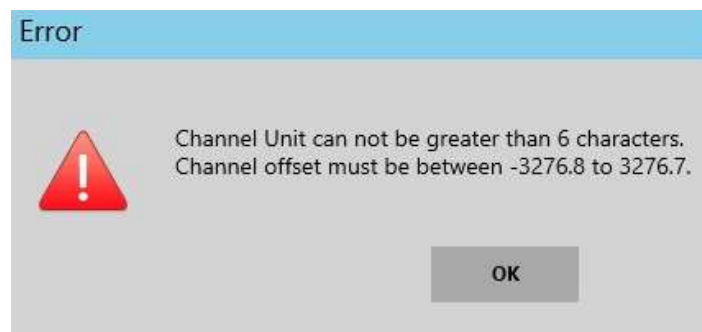 Error
Channel Unit can not be greater than 6 characters.
Channel offset must be between -3276.8 to 3276.7.
OK